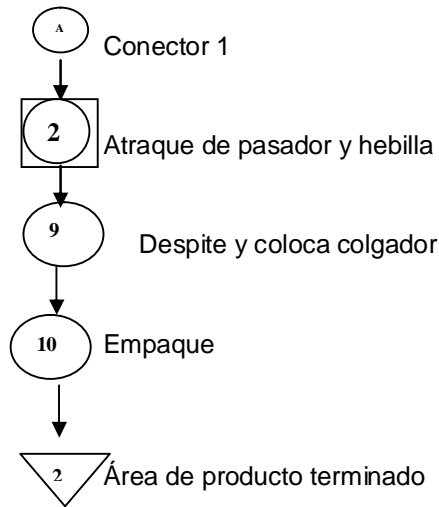 A Conector 1
2 Atraque de pasador y hebilla
9 Despite y coloca colgador
10 Empaque
2 Área de producto terminado